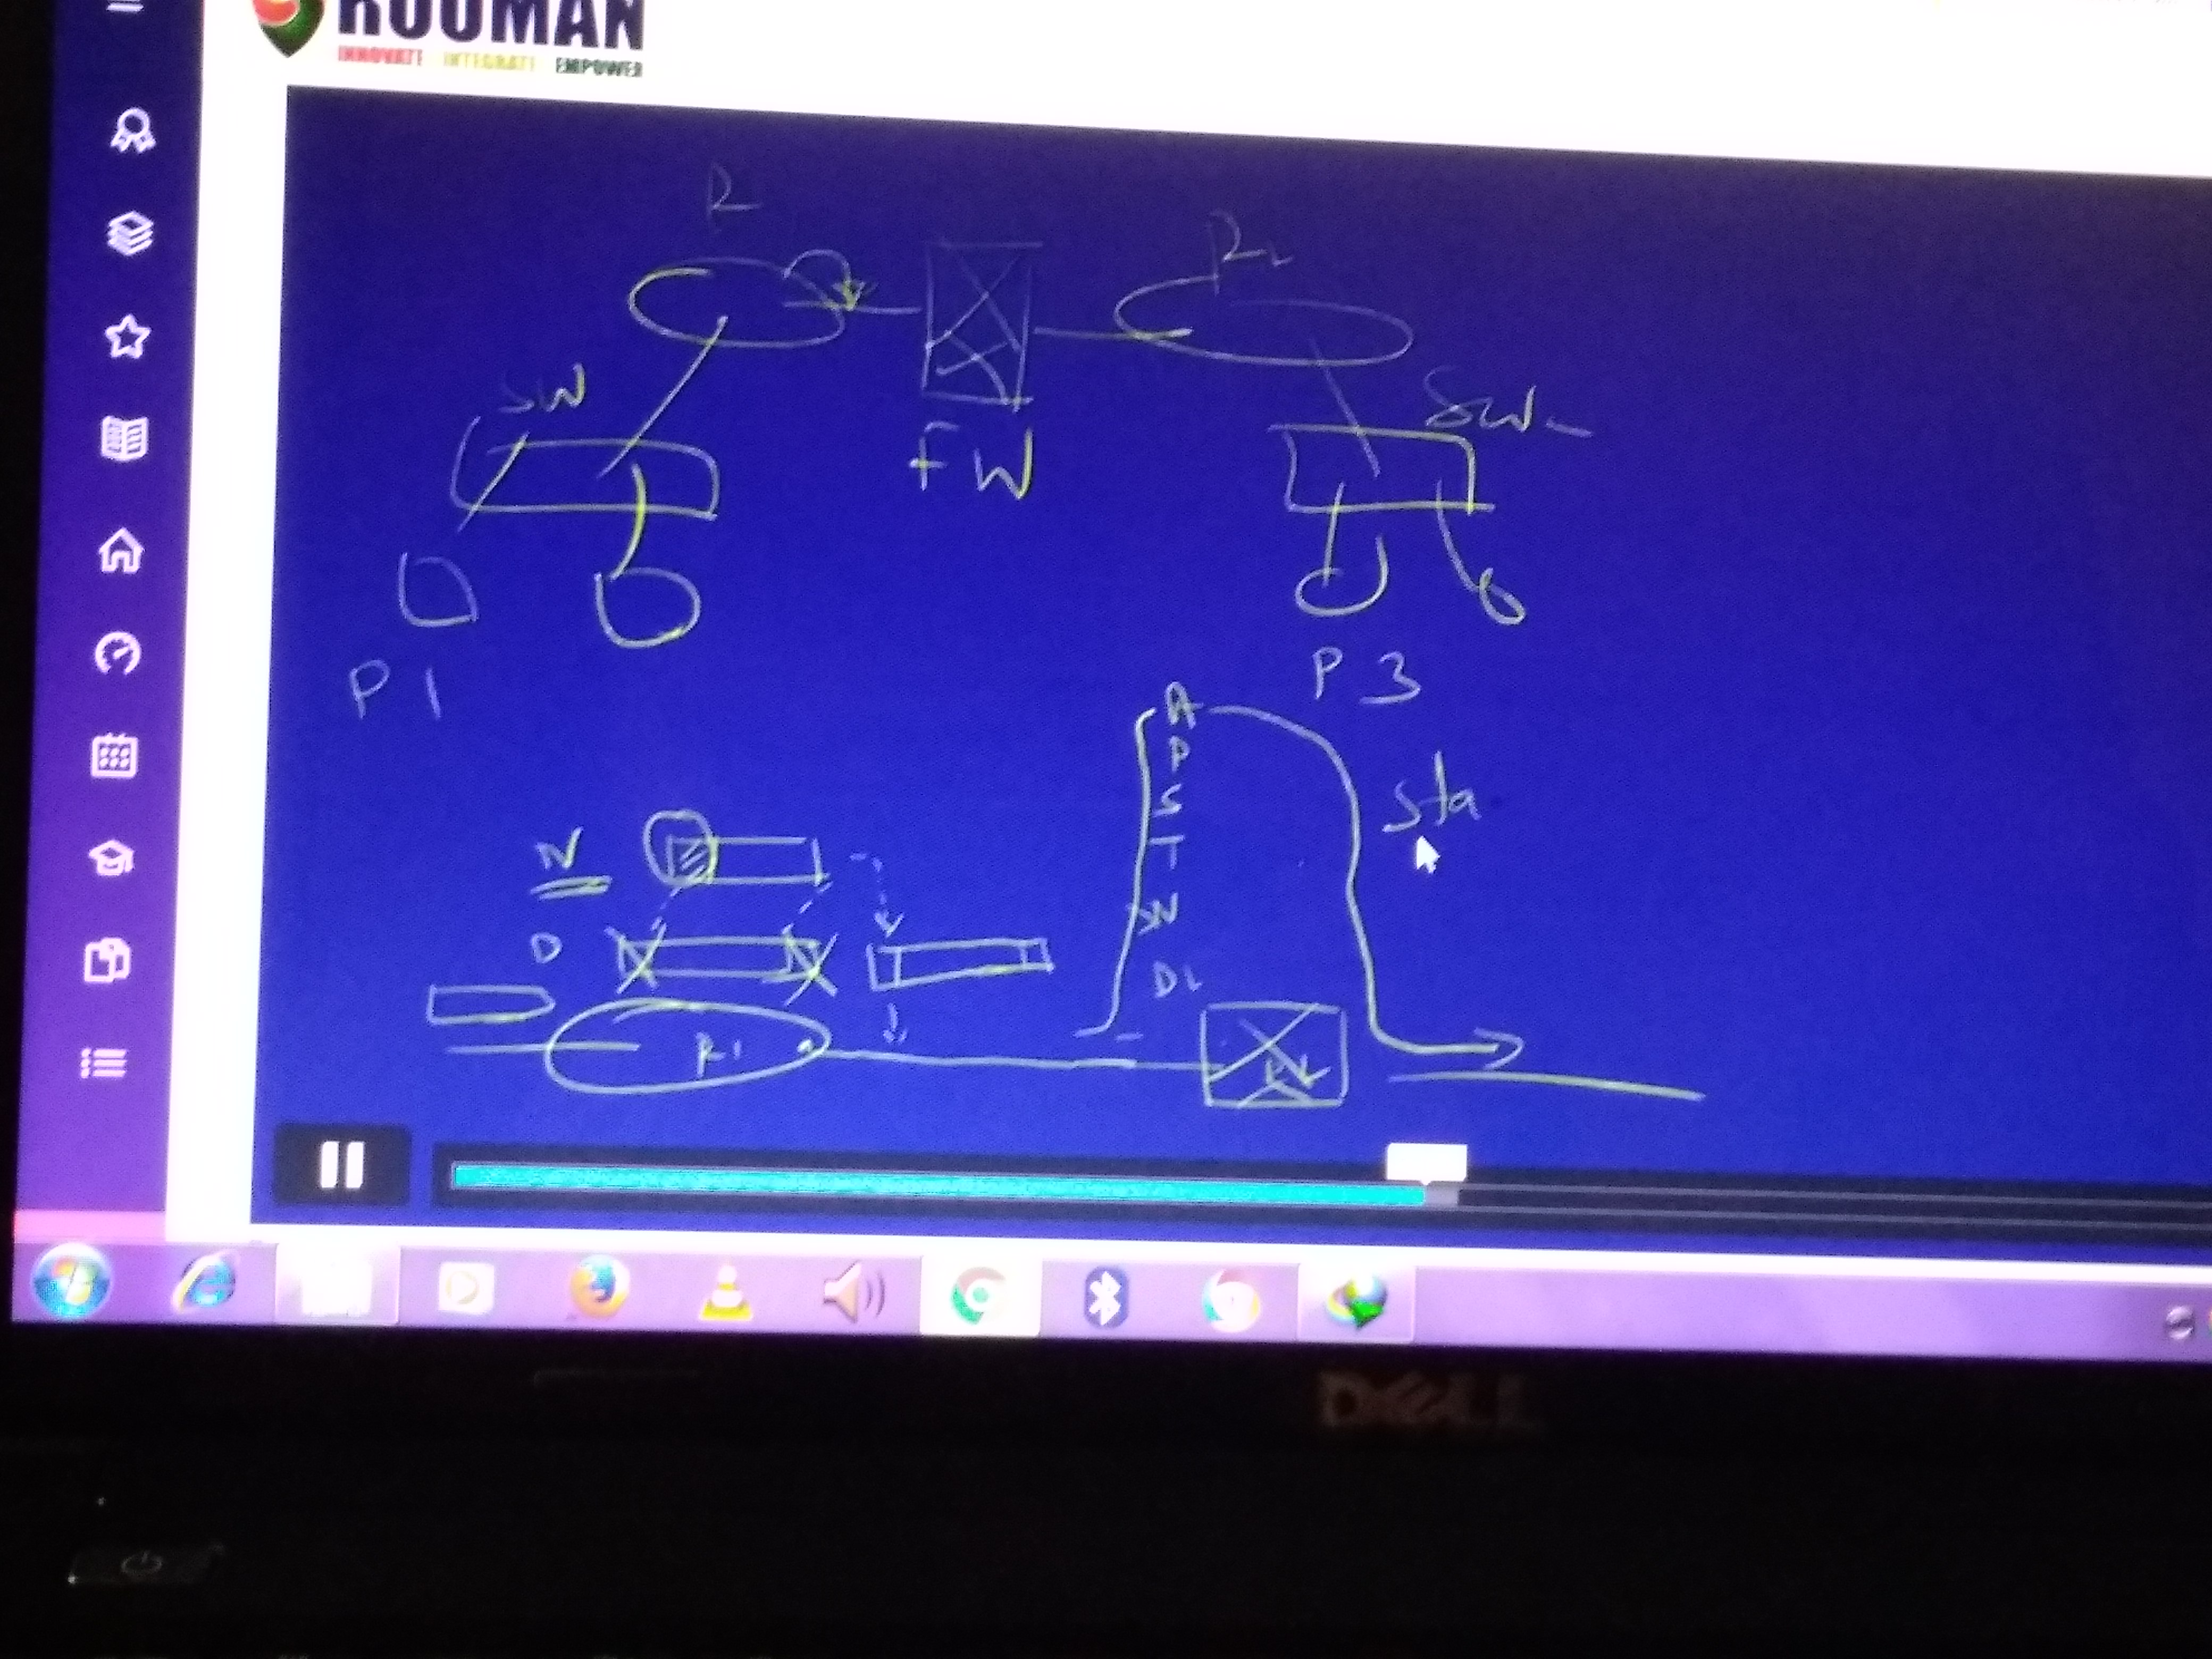 ROOMAN
INNOVATE INTEGRATE EMPOWER
R
R2
SW
SW
FW
P1
P3
A
P
S
T
N
DL
Sta
N
D
R1
DELL